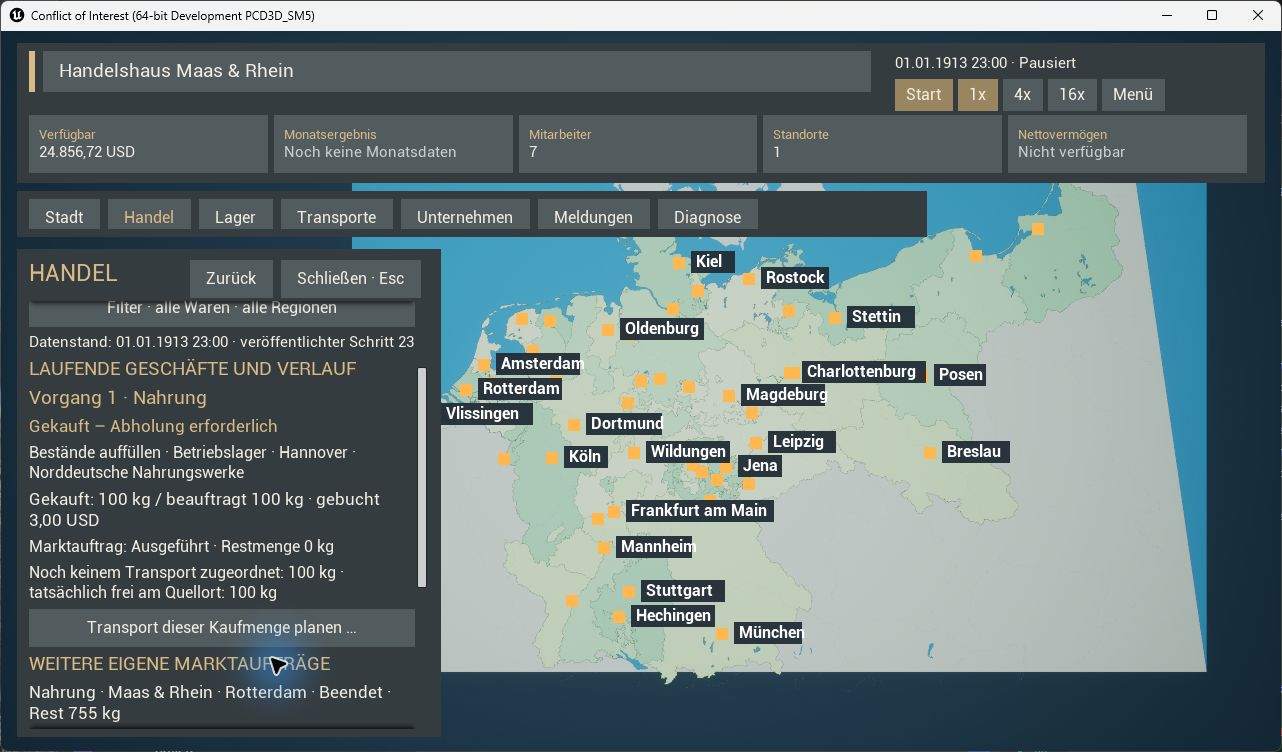 Conflict of Interest (64-bit Development PCD3D_SM5)
Handelshaus Maas & Rhein
01.01.1913 23:00 · Pausiert
Start
1x
4x
16x
Menü
Verfügbar
24.856,72 USD
Monatsergebnis
Noch keine Monatsdaten
Mitarbeiter
7
Standorte
1
Nettovermögen
Nicht verfügbar
Stadt
Handel
Lager
Transporte
Unternehmen
Meldungen
Diagnose
HANDEL
Zurück
Schließen · Esc
Filter · alle Waren · alle Regionen
Datenstand: 01.01.1913 23:00 · veröffentlichter Schritt 23
LAUFENDE GESCHÄFTE UND VERLAUF
Vorgang 1 · Nahrung
Gekauft – Abholung erforderlich
Bestände auffüllen · Betriebslager · Hannover ·
Norddeutsche Nahrungswerke
Gekauft: 100 kg / beauftragt 100 kg · gebucht
3,00 USD
Marktauftrag: Ausgeführt · Restmenge 0 kg
Noch keinem Transport zugeordnet: 100 kg ·
tatsächlich frei am Quellort: 100 kg
Transport dieser Kaufmenge planen ...
WEITERE EIGENE MARKTAUFTRÄGE
Nahrung · Maas & Rhein · Rotterdam · Beendet ·
Rest 755 kg
Kiel
Rostock
Stettin
Oldenburg
Amsterdam
Charlottenburg
Posen
Rotterdam
Magdeburg
Vlissingen
Dortmund
Leipzig
Köln
Wildungen
Breslau
Jena
Frankfurt am Main
Mannheim
Stuttgart
Hechingen
München